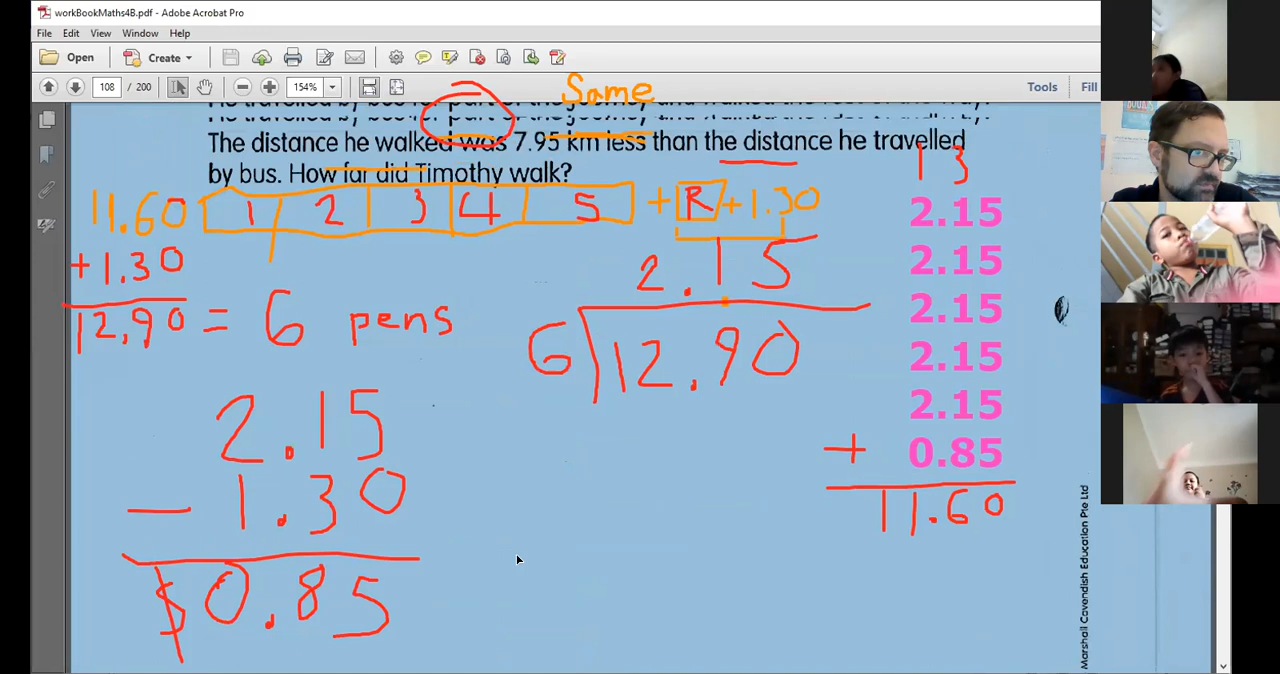 workBookMaths4B.pdf - Adobe Acrobat Pro
File Edit View Window Help
Open Create
108 / 200 154% Tools Fill
Same
The distance he walked was 7.95 km less than the distance he travelled
by bus. How far did Timothy walk?
11.60 1 2 3 4 5 + R + 1.30
+1.30
12.90 = 6 pens
2.15
6 12.90
2.15
- 1.30
$0.85
13
2.15
2.15
2.15
2.15
2.15
+ 0.85
11.60
Marshall Cavendish Education Pte Ltd